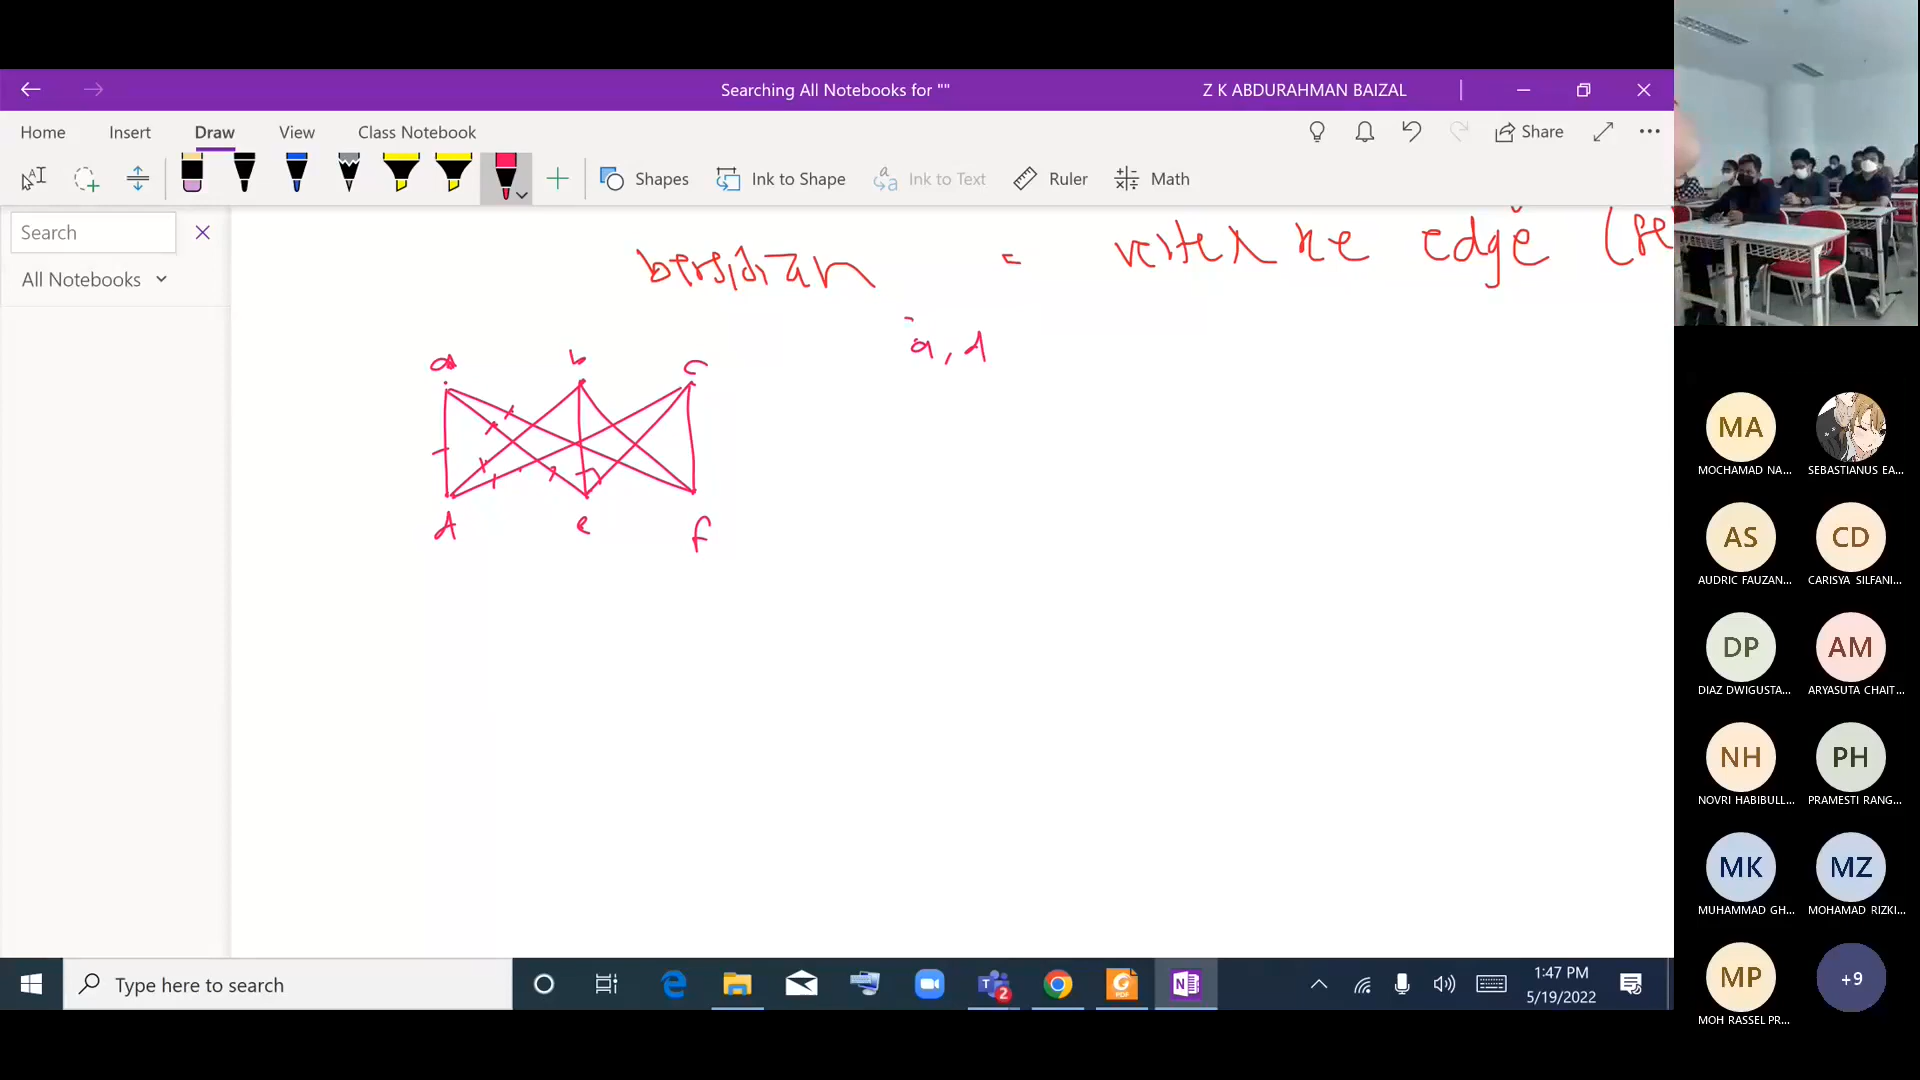 Searching All Notebooks for "" Z K ABDURAHMAN BAIZAL
Home Insert Draw View Class Notebook Share
Shapes Ink to Shape Ink to Text Ruler Math
Search
All Notebooks
= vertex ke edge
a, d
a b c
d e f
MA
MOCHAMAD NA...
SEBASTIANUS EA...
AS
AUDRIC FAUZAN...
CD
CARISYA SILFANI...
DP
DIAZ DWIGUSTA...
AM
ARYASUTA CHAIT...
NH
NOVRI HABIBULL...
PH
PRAMESTI RANG...
MK
MUHAMMAD GH...
MZ
MOHAMAD RIZKI...
MP
MOH RASSEL PR...
+9
Type here to search
2
1:47 PM
5/19/2022